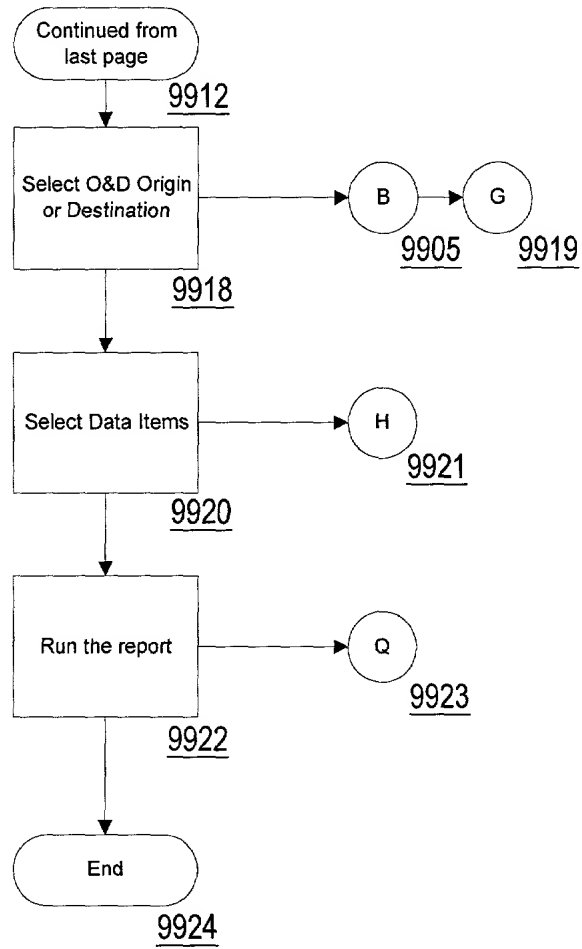 Continued from
last page
9912
Select O&D Origin
or Destination
B
G
9905
9919
9918
Select Data Items
H
9921
9920
Run the report
Q
9923
9922
End
9924